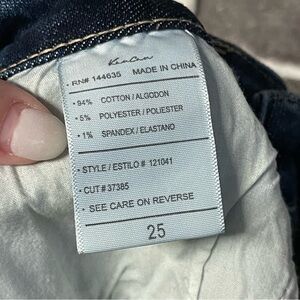 KanCan
• RN# 144635 MADE IN CHINA
• 94% COTTON / ALGODON
• 5% POLYESTER / POLIESTER
• 1% SPANDEX / ELASTANO
• STYLE / ESTILO # 121041
• CUT # 37385
• SEE CARE ON REVERSE
25